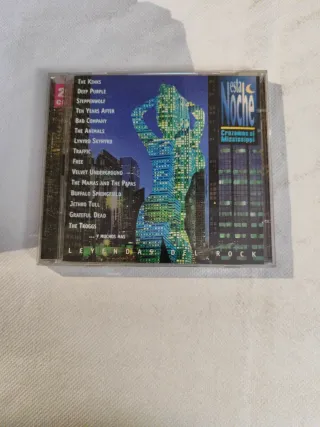 2
THE KINKS
DEEP PURPLE
STEPPENWOLF
TEN YEARS AFTER
BAD COMPANY
THE ANIMALS
LYNYRD SKYNYRD
TRAFFIC
FREE
VELVET UNDERGROUND
THE MAMAS AND THE PAPAS
BUFFALO SPRINGFIELD
JETHRO TULL
GRATEFUL DEAD
THE TROGGS
... Y MUCHOS MAS
esta
Noche
Cruzamos el
Mississippi
LEYENDAS DEL ROCK